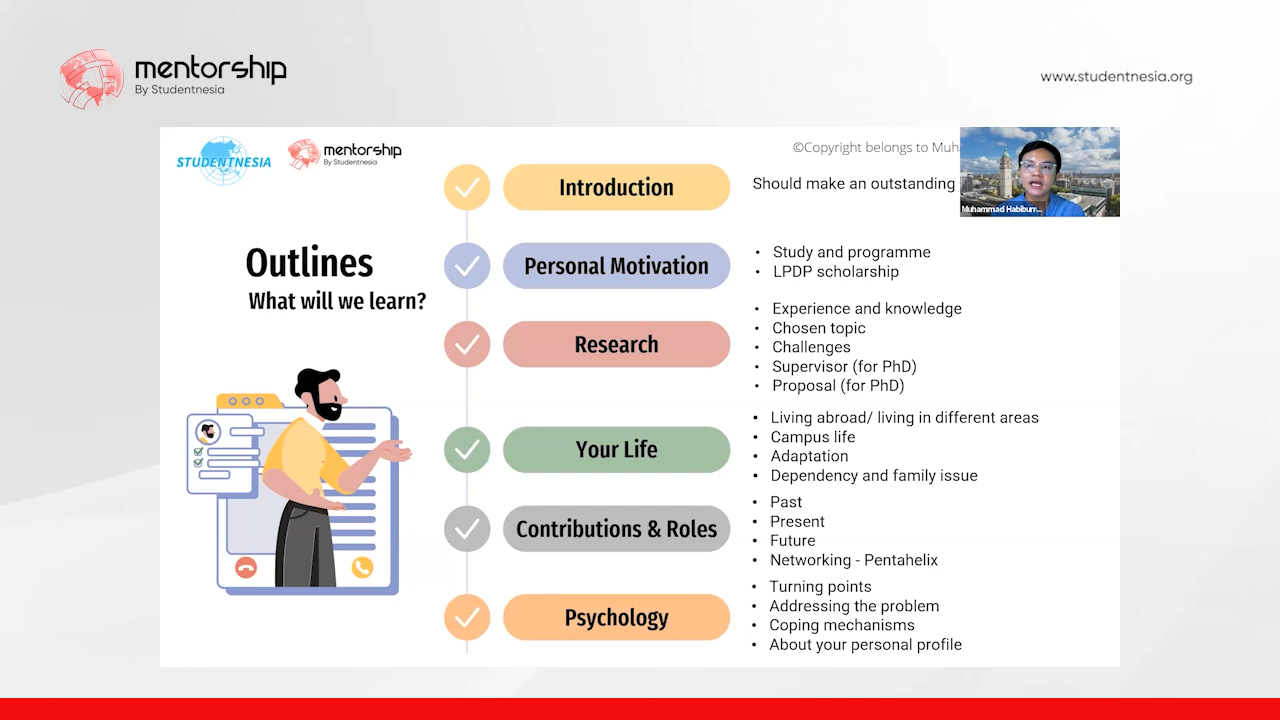 mentorship
By Studentnesia
www.studentnesia.org
STUDENTNESIA
mentorship
By Studentnesia
©Copyright belongs to
Muhammad Habiburr...
Outlines
What will we learn?
Introduction
Should make an outstanding
Personal Motivation
• Study and programme
• LPDP scholarship
Research
• Experience and knowledge
• Chosen topic
• Challenges
• Supervisor (for PhD)
• Proposal (for PhD)
Your Life
• Living abroad/ living in different areas
• Campus life
• Adaptation
• Dependency and family issue
Contributions & Roles
• Past
• Present
• Future
• Networking - Pentahelix
Psychology
• Turning points
• Addressing the problem
• Coping mechanisms
• About your personal profile